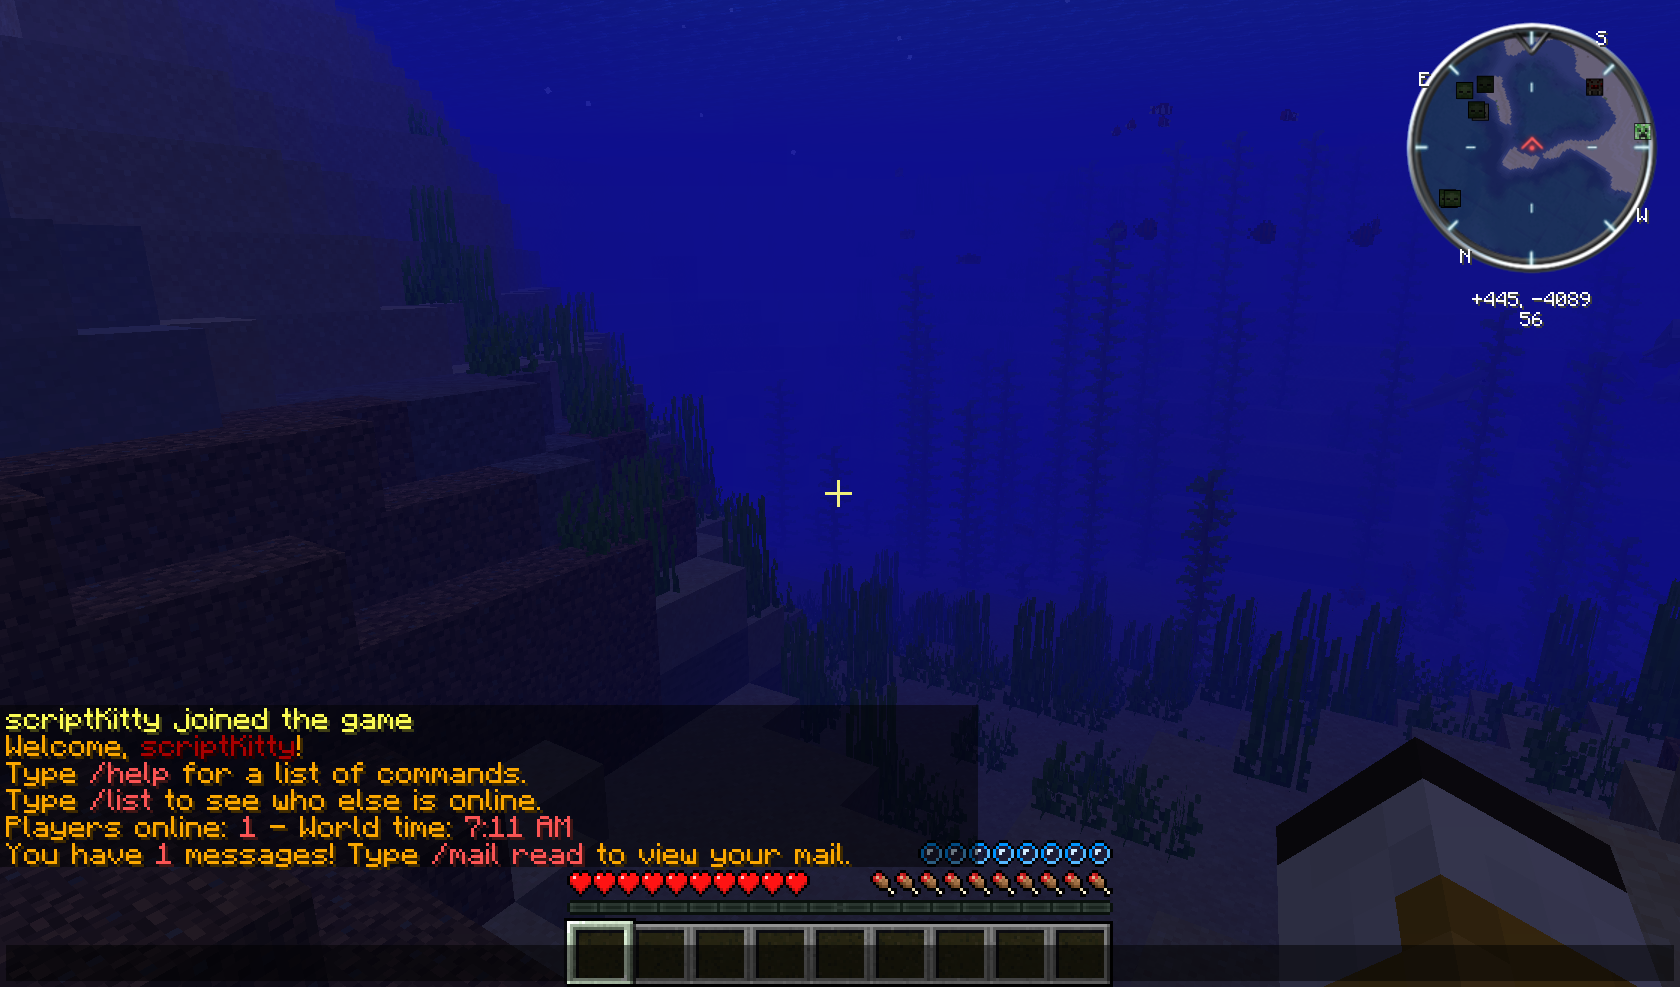 S
E
W
N
+445, -4089
56
scriptKitty joined the game
Welcome, scriptKitty!
Type /help for a list of commands.
Type /list to see who else is online.
Players online: 1 - World time: 7:11 AM
You have 1 messages! Type /mail read to view your mail.